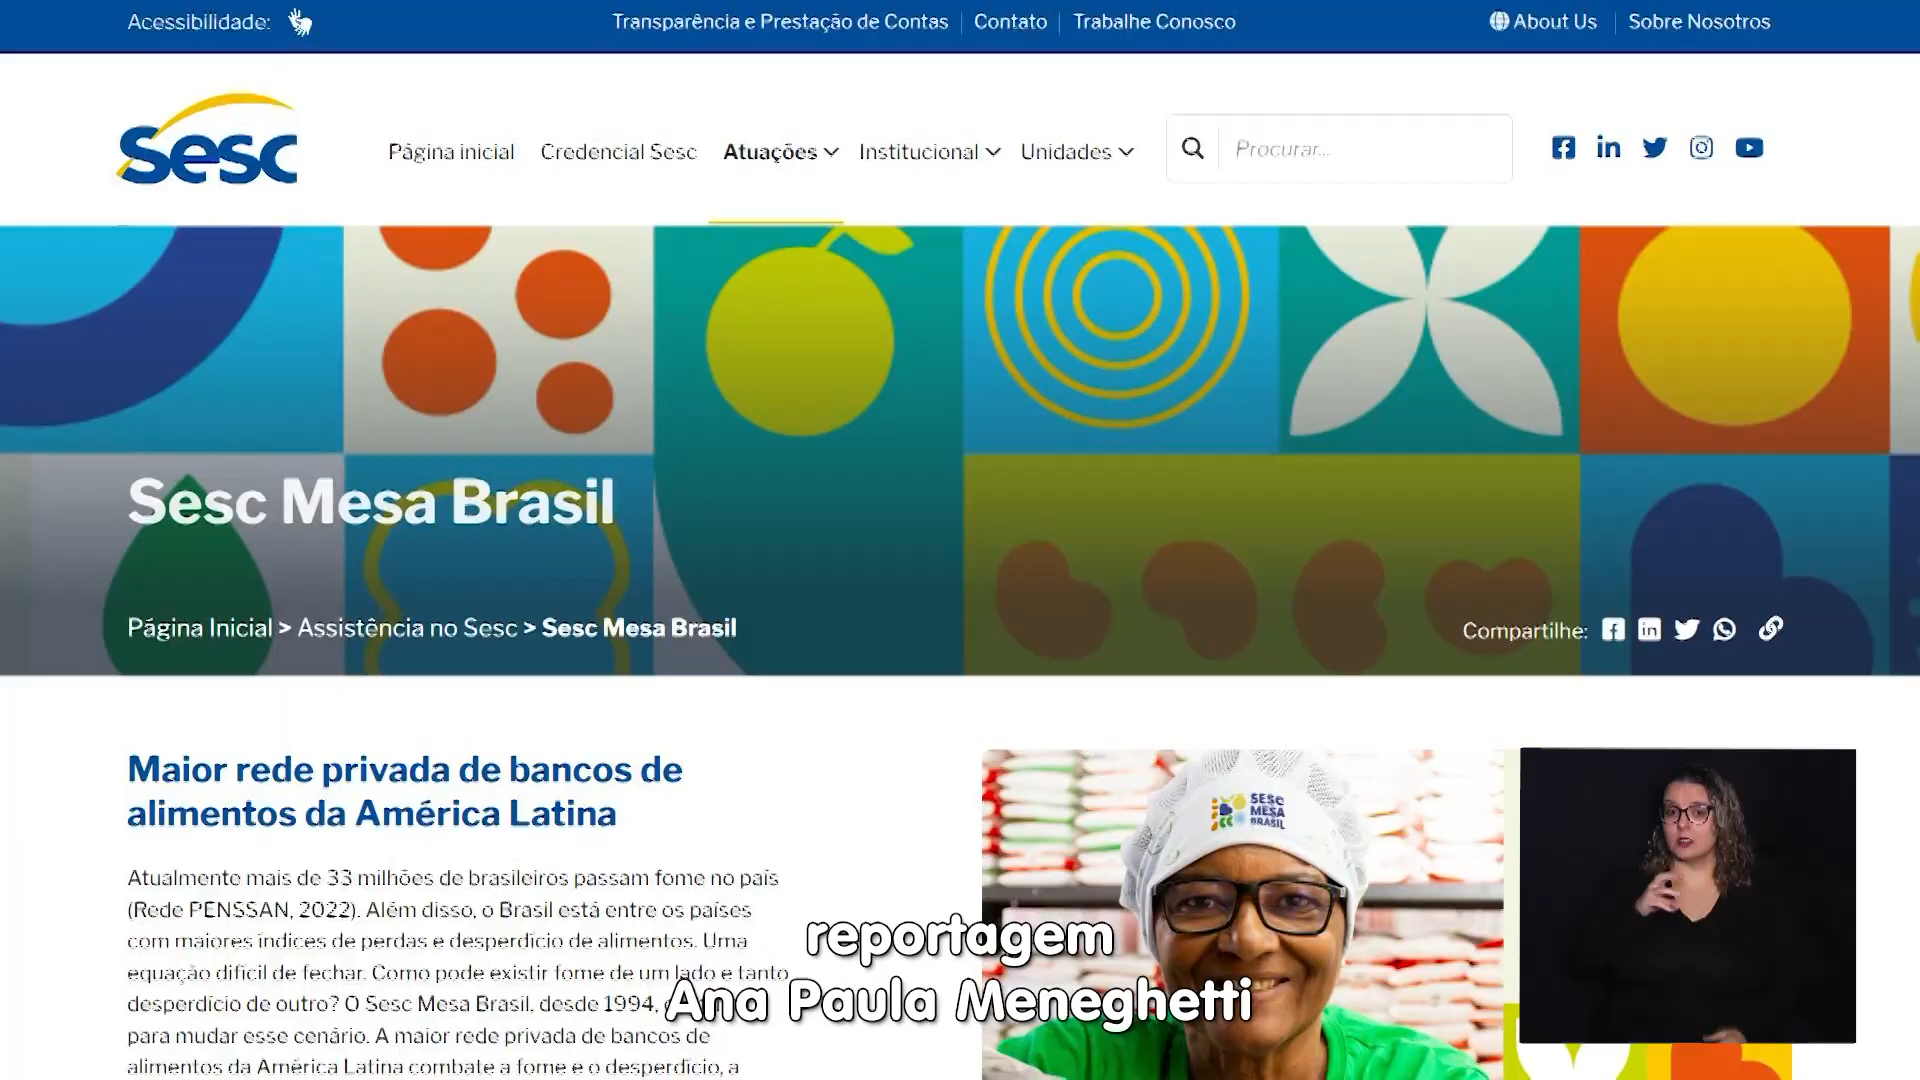 Acessibilidade:
Transparência e Prestação de Contas
Contato
Trabalhe Conosco
About Us
Sobre Nosotros
Sesc
Página inicial
Credencial Sesc
Atuações
Institucional
Unidades
Procurar...
Sesc Mesa Brasil
Página Inicial > Assistência no Sesc > Sesc Mesa Brasil
Compartilhe:
Maior rede privada de bancos de
alimentos da América Latina
Atualmente mais de 33 milhões de brasileiros passam fome no país
(Rede PENSSAN, 2022). Além disso, o Brasil está entre os países
com maiores índices de perdas e desperdício de alimentos. Uma
equação difícil de fechar. Como pode existir fome de um lado e tanto
desperdício de outro? O Sesc Mesa Brasil, desde 1994,
para mudar esse cenário. A maior rede privada de bancos de
alimentos da América Latina combate a fome e o desperdício, a
SESC
MESA
BRASIL
reportagem
Ana Paula Meneghetti